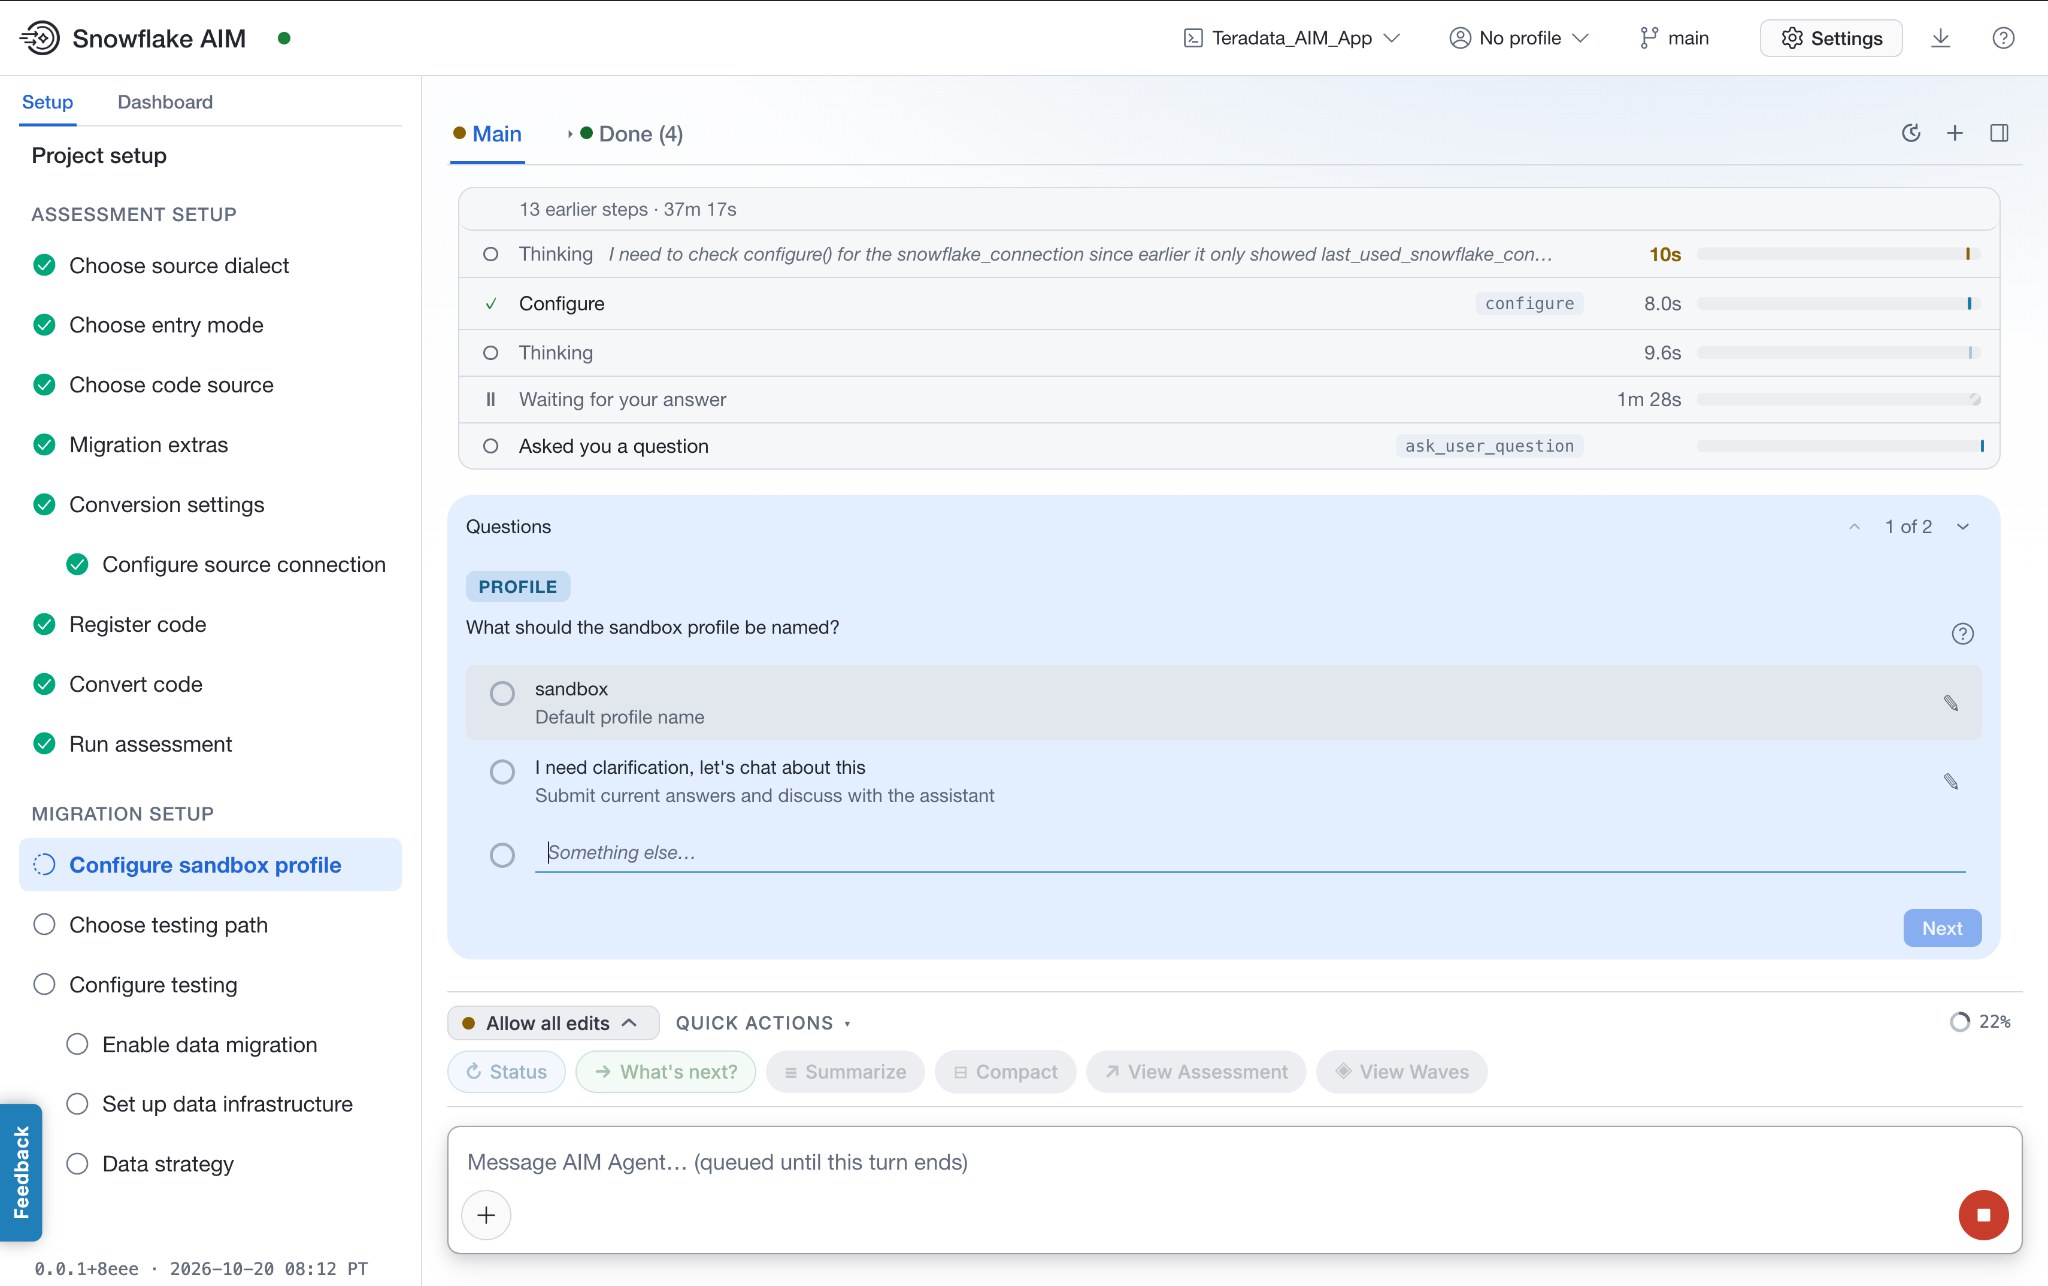 Snowflake AIM
Teradata_AIM_App
No profile
main
Settings
Setup
Dashboard
Project setup
ASSESSMENT SETUP
Choose source dialect
Choose entry mode
Choose code source
Migration extras
Conversion settings
Configure source connection
Register code
Convert code
Run assessment
MIGRATION SETUP
Configure sandbox profile
Choose testing path
Configure testing
Enable data migration
Set up data infrastructure
Data strategy
Feedback
0.0.1+8eee · 2026-10-20 08:12 PT
Main
Done (4)
13 earlier steps · 37m 17s
Thinking I need to check configure() for the snowflake_connection since earlier it only showed last_used_snowflake_con… 10s
Configure configure 8.0s
Thinking 9.6s
Waiting for your answer 1m 28s
Asked you a question ask_user_question
Questions
1 of 2
PROFILE
What should the sandbox profile be named?
sandbox
Default profile name
I need clarification, let's chat about this
Submit current answers and discuss with the assistant
Something else…
Next
Allow all edits
QUICK ACTIONS
22%
Status
What's next?
Summarize
Compact
View Assessment
View Waves
Message AIM Agent… (queued until this turn ends)